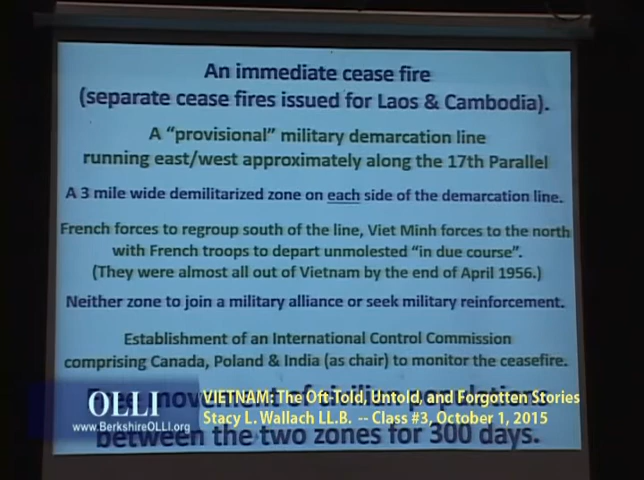 An immediate cease fire
(separate cease fires issued for Laos & Cambodia).
A “provisional” military demarcation line
running east/west approximately along the 17th Parallel
A 3 mile wide demilitarized zone on each side of the demarcation line.
French forces to regroup south of the line, Viet Minh forces to the north
with French troops to depart unmolested “in due course”.
(They were almost all out of Vietnam by the end of April 1956.)
Neither zone to join a military alliance or seek military reinforcement.
Establishment of an International Control Commission
comprising Canada, Poland & India (as chair) to monitor the ceasefire.
Free movement of civilian populations
between the two zones for 300 days.
OLLI
www.BerkshireOLLI.org
VIETNAM: The Oft-Told, Untold, and Forgotten Stories
Stacy L. Wallach LL.B. -- Class #3, October 1, 2015